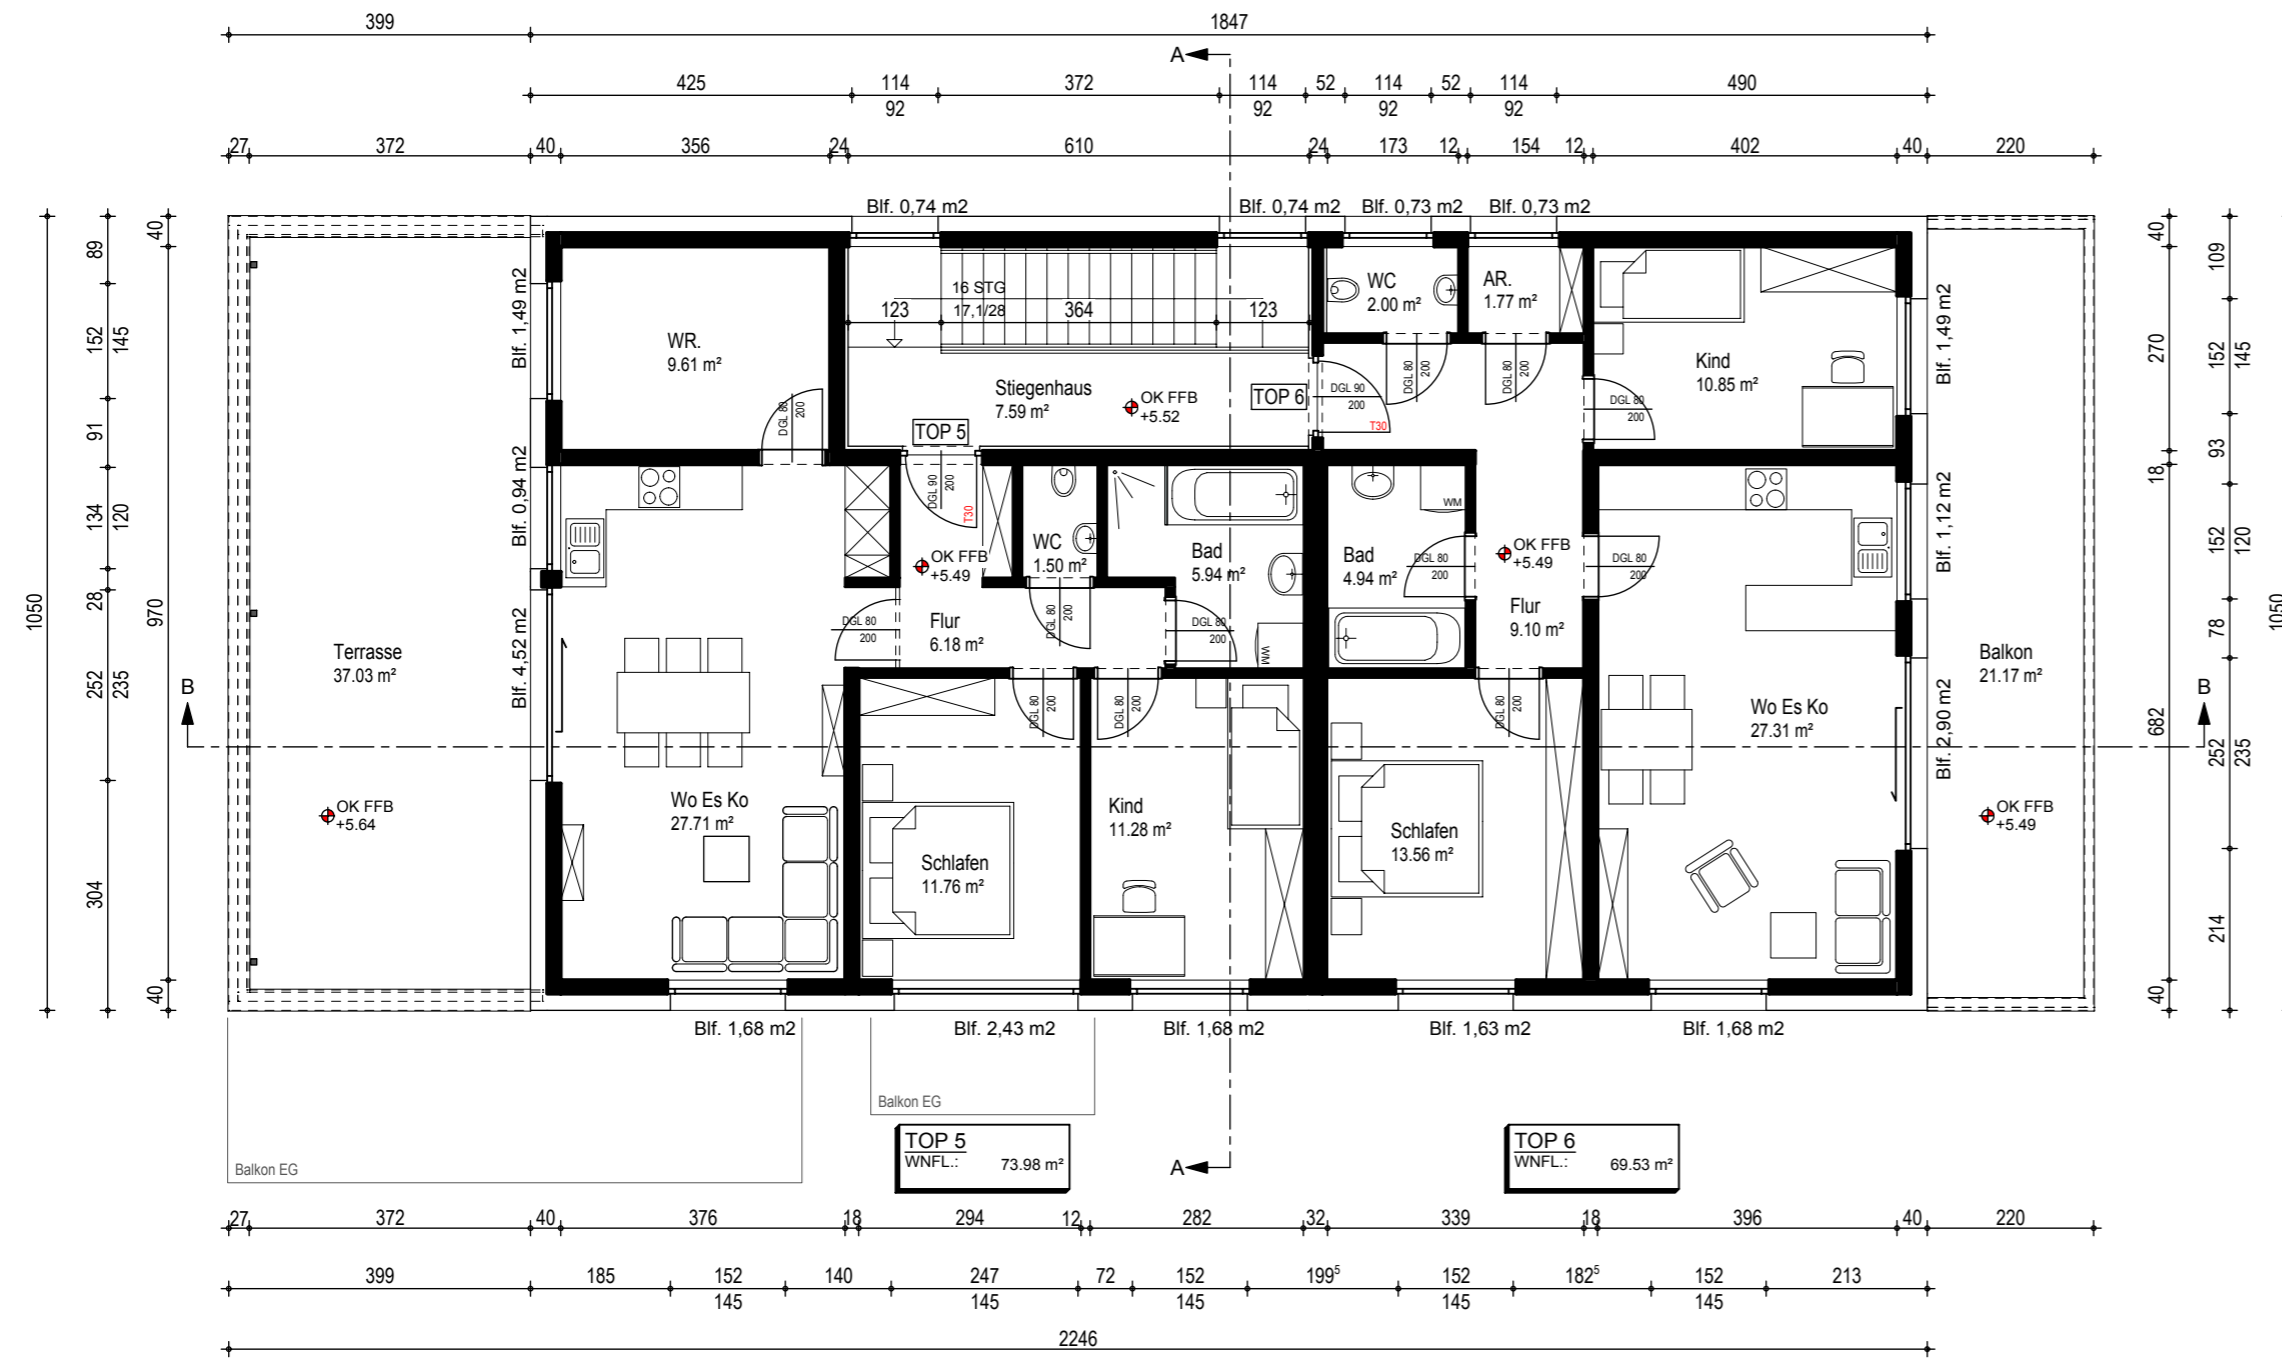 399
1847
A
425
114
372
114
52
114
52
114
490
92
92
92
92
27
372
40
356
24
610
24
173
12
154
12
402
40
220
Blf. 0,74 m2
Blf. 0,74 m2
Blf. 0,73 m2
Blf. 0,73 m2
1050
89
152
145
91
134
120
28
252
235
304
40
970
40
Blf. 1,49 m2
Blf. 0,94 m2
Blf. 4,52 m2
WR.
9.61 m²
16 STG
17,1/28
123
364
123
Stiegenhaus
7.59 m²
OK FFB
+5.52
TOP 5
TOP 6
WC
2.00 m²
AR.
1.77 m²
Kind
10.85 m²
DGL 80
200
DGL 90
200
T30
DGL 80
200
DGL 80
200
DGL 80
200
DGL 90
200
T30
OK FFB
+5.49
WC
1.50 m²
Bad
5.94 m²
WM
Bad
4.94 m²
WM
DGL 80
200
OK FFB
+5.49
DGL 80
200
Flur
6.18 m²
DGL 80
200
DGL 80
200
DGL 80
200
Flur
9.10 m²
Terrasse
37.03 m²
OK FFB
+5.64
B
B
DGL 80
200
DGL 80
200
DGL 80
200
Wo Es Ko
27.71 m²
Schlafen
11.76 m²
Kind
11.28 m²
Schlafen
13.56 m²
Wo Es Ko
27.31 m²
Balkon
21.17 m²
OK FFB
+5.49
Blf. 1,49 m2
Blf. 1,12 m2
Blf. 2,90 m2
40
270
18
682
40
109
152
145
93
152
120
78
252
235
214
1050
Blf. 1,68 m2
Blf. 2,43 m2
Blf. 1,68 m2
Blf. 1,63 m2
Blf. 1,68 m2
Balkon EG
Balkon EG
TOP 5
WNFL.: 73.98 m²
A
TOP 6
WNFL.: 69.53 m²
27
372
40
376
18
294
12
282
32
339
18
396
40
220
399
185
152
140
247
72
152
199⁵
152
182⁵
152
213
145
145
145
145
145
2246